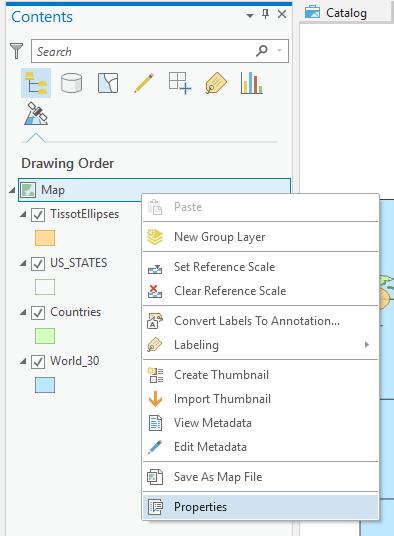 Contents
Catalog
Search
Drawing Order
Map
TissotEllipses
US_STATES
Countries
World_30
Paste
New Group Layer
Set Reference Scale
Clear Reference Scale
Convert Labels To Annotation...
Labeling
Create Thumbnail
Import Thumbnail
View Metadata
Edit Metadata
Save As Map File
Properties